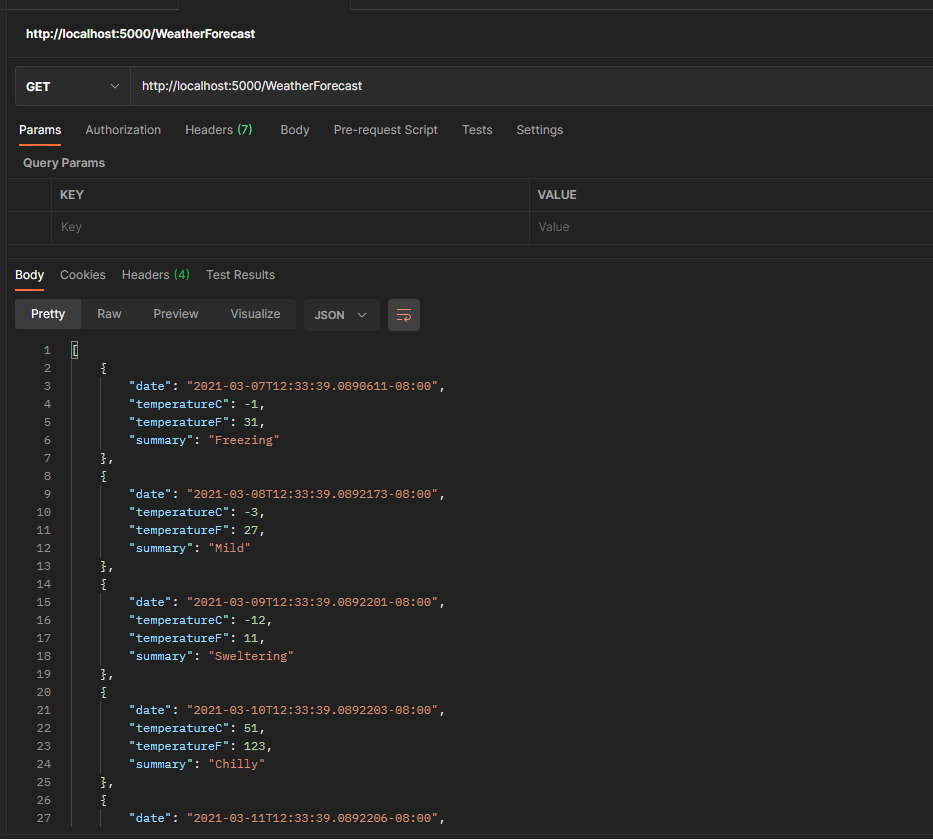 http://localhost:5000/WeatherForecast
GET http://localhost:5000/WeatherForecast
Params Authorization Headers (7) Body Pre-request Script Tests Settings
Query Params
KEY VALUE
Key Value
Body Cookies Headers (4) Test Results
Pretty Raw Preview Visualize JSON
1 [
2 {
3 "date": "2021-03-07T12:33:39.0890611-08:00",
4 "temperatureC": -1,
5 "temperatureF": 31,
6 "summary": "Freezing"
7 },
8 {
9 "date": "2021-03-08T12:33:39.0892173-08:00",
10 "temperatureC": -3,
11 "temperatureF": 27,
12 "summary": "Mild"
13 },
14 {
15 "date": "2021-03-09T12:33:39.0892201-08:00",
16 "temperatureC": -12,
17 "temperatureF": 11,
18 "summary": "Sweltering"
19 },
20 {
21 "date": "2021-03-10T12:33:39.0892203-08:00",
22 "temperatureC": 51,
23 "temperatureF": 123,
24 "summary": "Chilly"
25 },
26 {
27 "date": "2021-03-11T12:33:39.0892206-08:00",